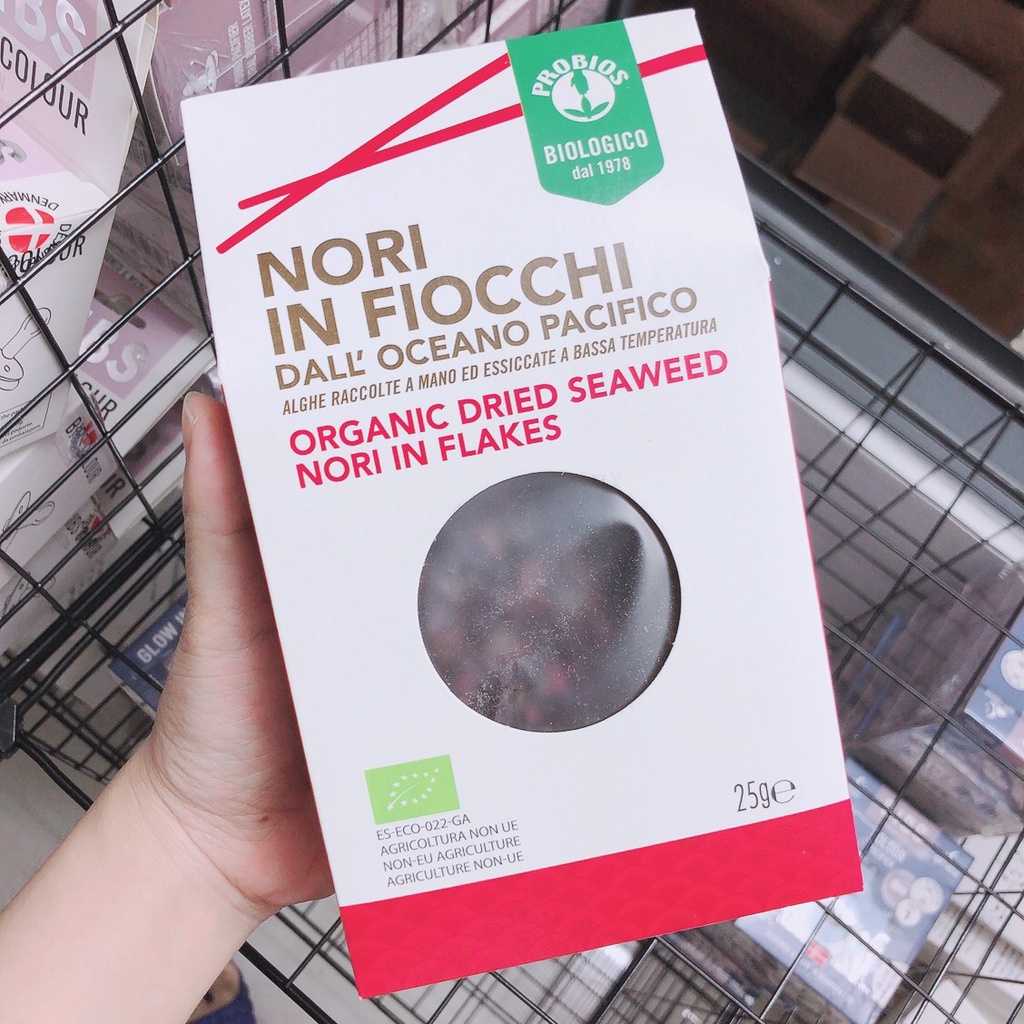 PROBIOS
BIOLOGICO
dal 1978
NORI
IN FIOCCHI
DALL' OCEANO PACIFICO
ALGHE RACCOLTE A MANO ED ESSICCATE A BASSA TEMPERATURA
ORGANIC DRIED SEAWEED
NORI IN FLAKES
25g℮
ES-ECO-022-GA
AGRICOLTURA NON UE
NON-EU AGRICULTURE
AGRICULTURE NON-UE
COLOUR
DENMARK
GLOW